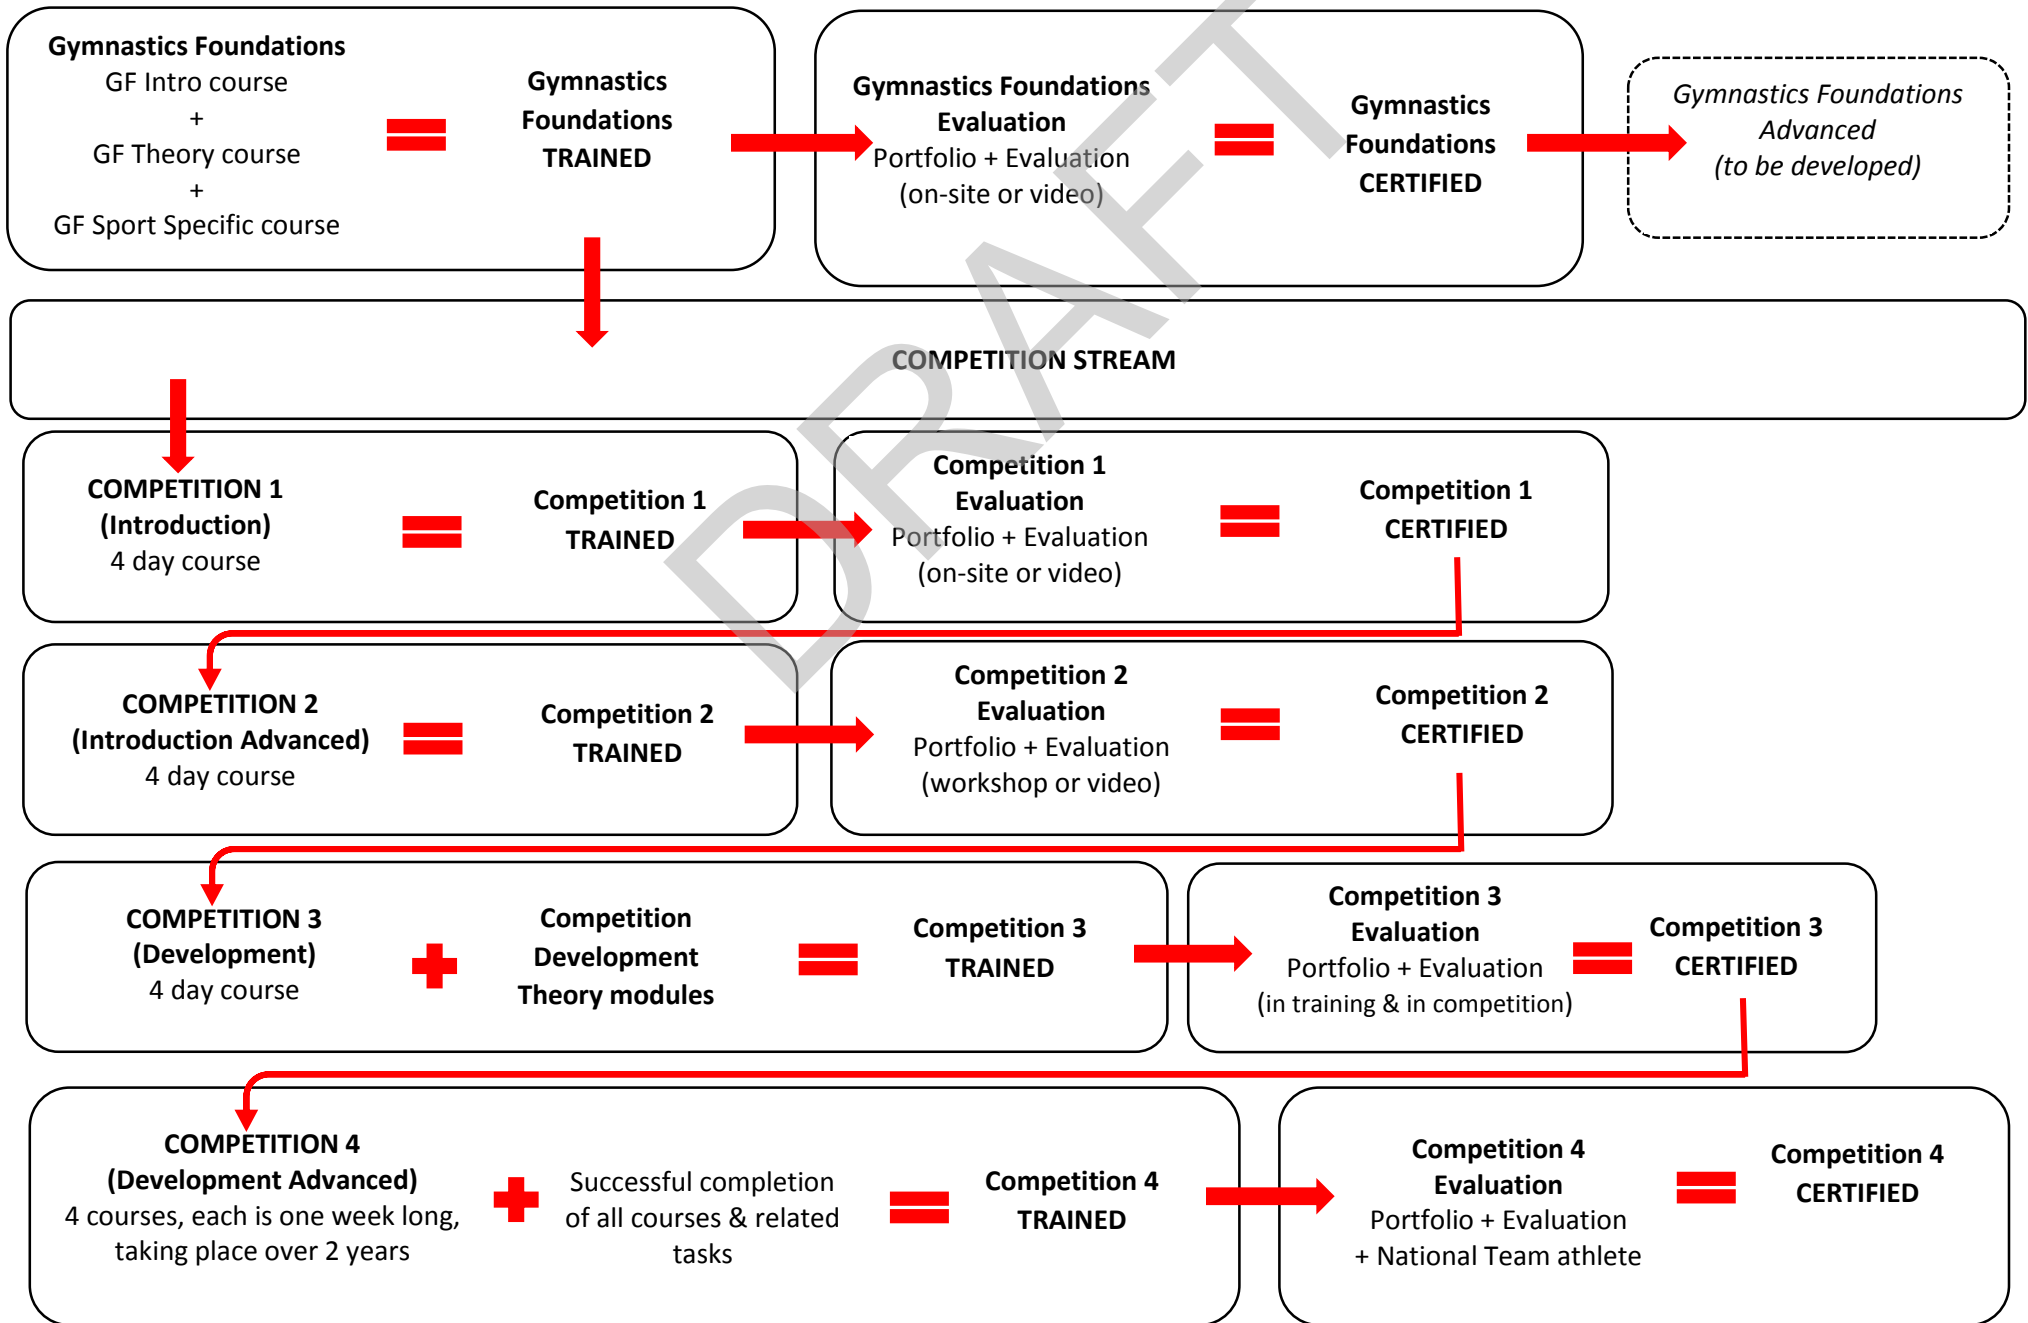 Gymnastics Foundations
GF Intro course
+
GF Theory course
+
GF Sport Specific course
Gymnastics
Foundations
TRAINED
Gymnastics Foundations
Evaluation
Portfolio + Evaluation
(on-site or video)
Gymnastics
Foundations
CERTIFIED
Gymnastics Foundations
Advanced
(to be developed)
DRAFT
COMPETITION STREAM
COMPETITION 1
(Introduction)
4 day course
Competition 1
TRAINED
Competition 1
Evaluation
Portfolio + Evaluation
(on-site or video)
Competition 1
CERTIFIED
COMPETITION 2
(Introduction Advanced)
4 day course
Competition 2
TRAINED
Competition 2
Evaluation
Portfolio + Evaluation
(workshop or video)
Competition 2
CERTIFIED
COMPETITION 3
(Development)
4 day course
Competition
Development
Theory modules
Competition 3
TRAINED
Competition 3
Evaluation
Portfolio + Evaluation
(in training & in competition)
Competition 3
CERTIFIED
COMPETITION 4
(Development Advanced)
4 courses, each is one week long,
taking place over 2 years
Successful completion
of all courses & related
tasks
Competition 4
TRAINED
Competition 4
Evaluation
Portfolio + Evaluation
+ National Team athlete
Competition 4
CERTIFIED